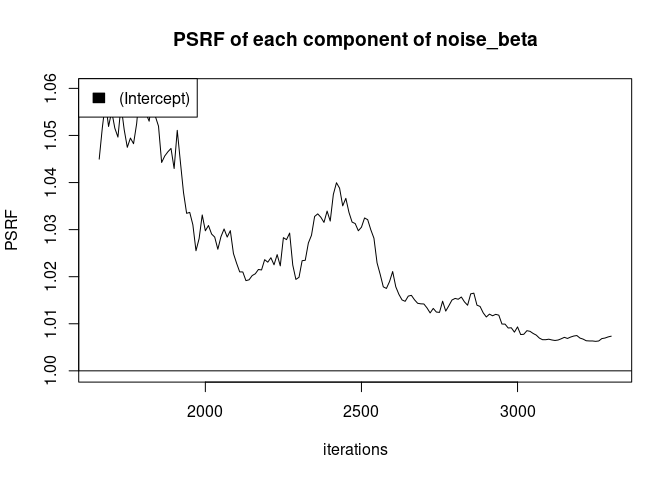 PSRF of each component of noise_beta
(Intercept)
PSRF
1.06
1.05
1.04
1.03
1.02
1.01
1.00
2000 2500 3000
iterations